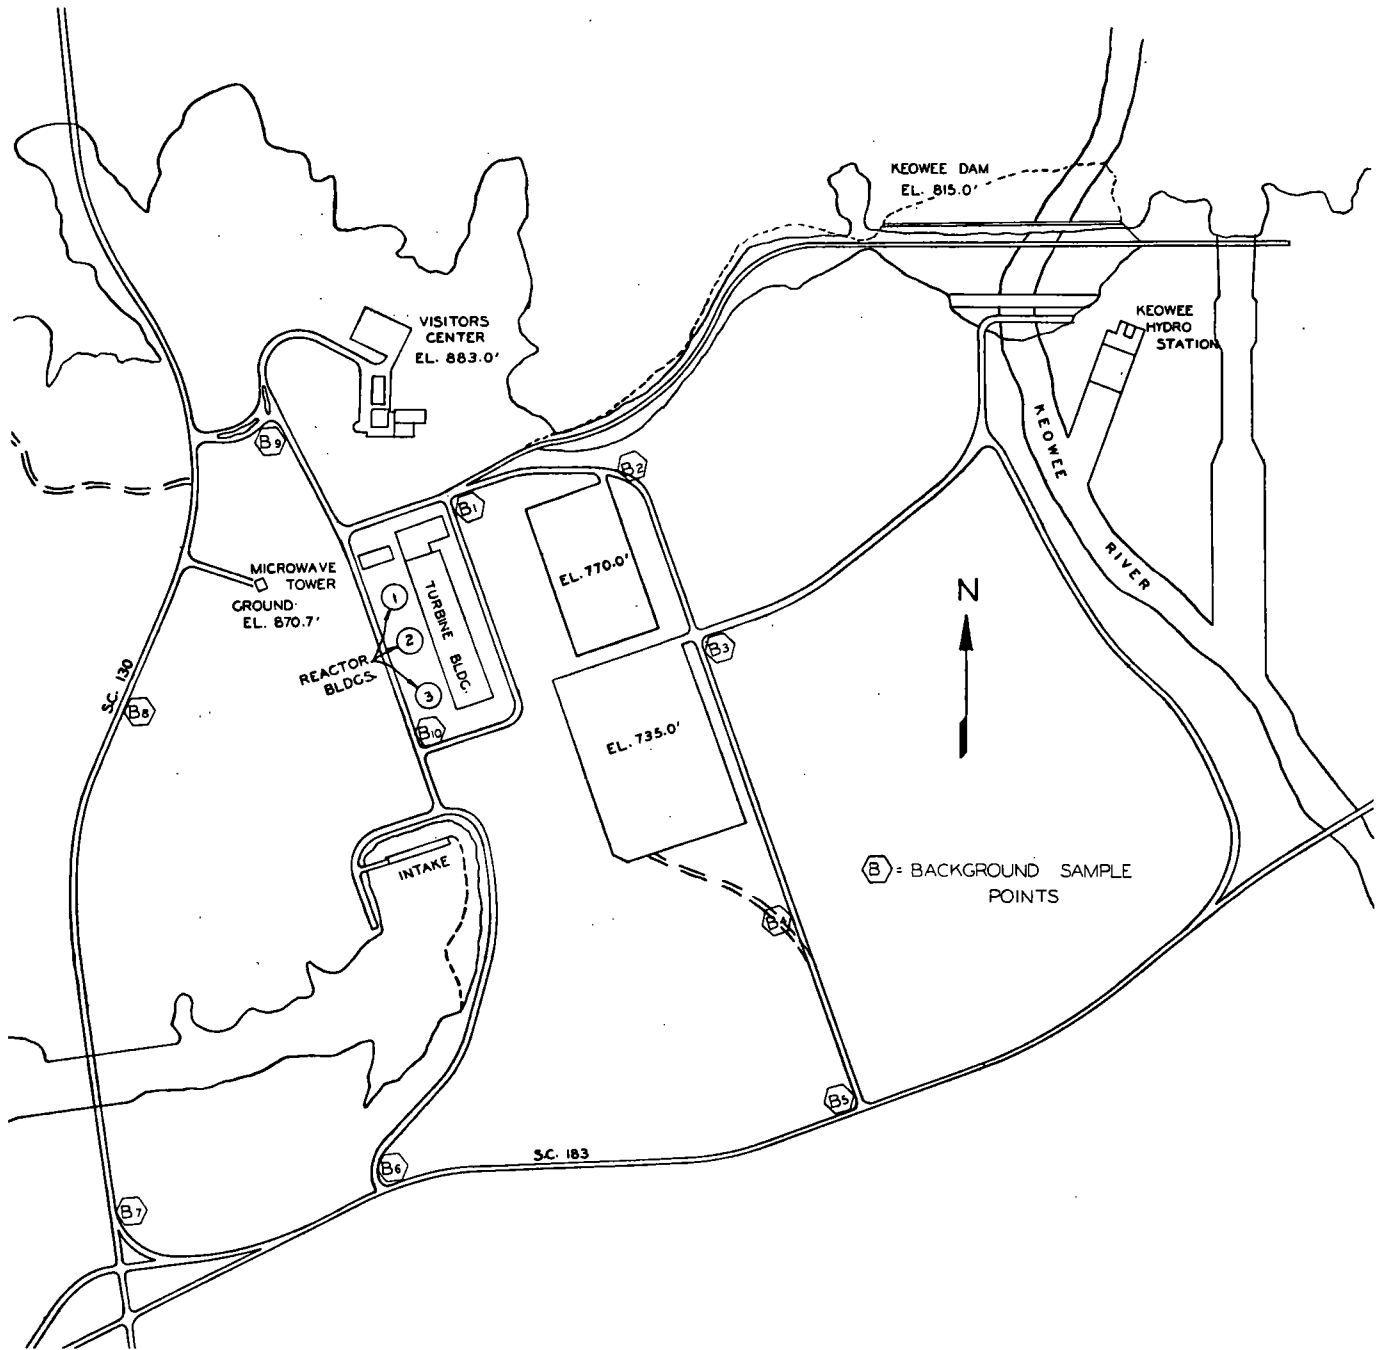 KEOWEE DAM
EL. 815.0'
VISITORS
CENTER
EL. 883.0'
KEOWEE
HYDRO
STATION
KEOWEE
RIVER
B9
B2
B1
MICROWAVE
TOWER
GROUND
EL. 870.7'
EL. 770.0'
N
1
2
3
TURBINE BLDG.
REACTOR
BLDGS.
B3
S.C. 130
B8
B10
EL. 735.0'
INTAKE
B = BACKGROUND SAMPLE
POINTS
B4
B5
S.C. 183
B6
B7